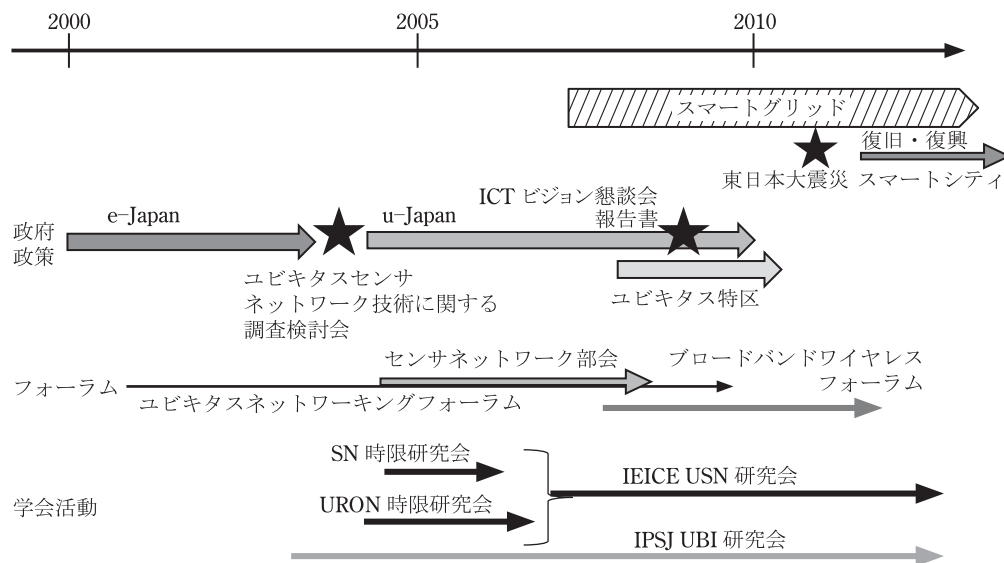 2000
2005
2010
スマートグリッド
復旧・復興
東日本大震災
スマートシティ
政府
政策
e-Japan
u-Japan
ICT ビジョン懇談会
報告書
ユビキタスセンサ
ネットワーク技術に関する
調査検討会
ユビキタス特区
フォーラム
センサネットワーク部会
ユビキタスネットワーキングフォーラム
ブロードバンドワイヤレス
フォーラム
学会活動
SN 時限研究会
URON 時限研究会
IEICE USN 研究会
IPSJ UBI 研究会